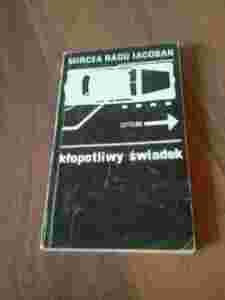 MIRCEA RADU IACOBAN
kłopotliwy świadek